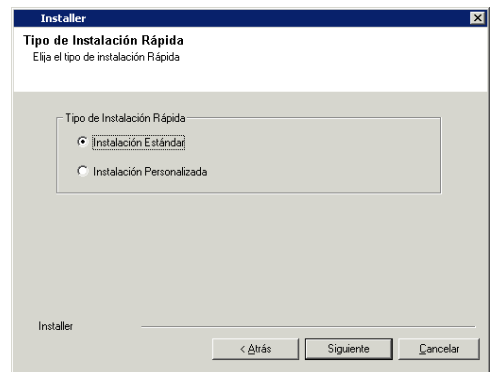 Installer
Tipo de Instalación Rápida
Elija el tipo de instalación Rápida
Tipo de Instalación Rápida
Instalación Estándar
Instalación Personalizada
Installer
< Atrás
Siguiente
Cancelar